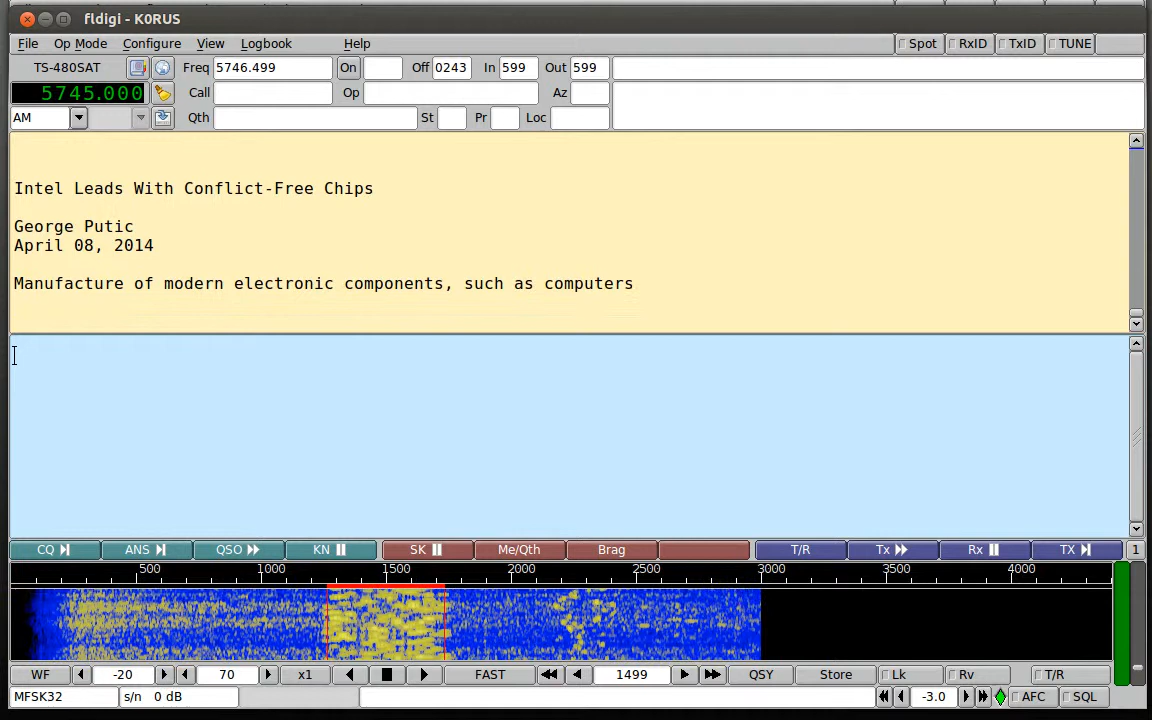 fldigi - K0RUS
File Op Mode Configure View Logbook Help Spot RxID TxID TUNE
TS-480SAT Freq 5746.499 On Off 0243 In 599 Out 599
5745.000 Call Op Az
AM Qth St Pr Loc
Intel Leads With Conflict-Free Chips
George Putic
April 08, 2014
Manufacture of modern electronic components, such as computers
CQ ANS QSO KN SK Me/Qth Brag T/R Tx Rx TX 1
500 1000 1500 2000 2500 3000 3500 4000
WF -20 70 x1 FAST 1499 QSY Store Lk Rv T/R
MFSK32 s/n 0 dB -3.0 AFC SQL